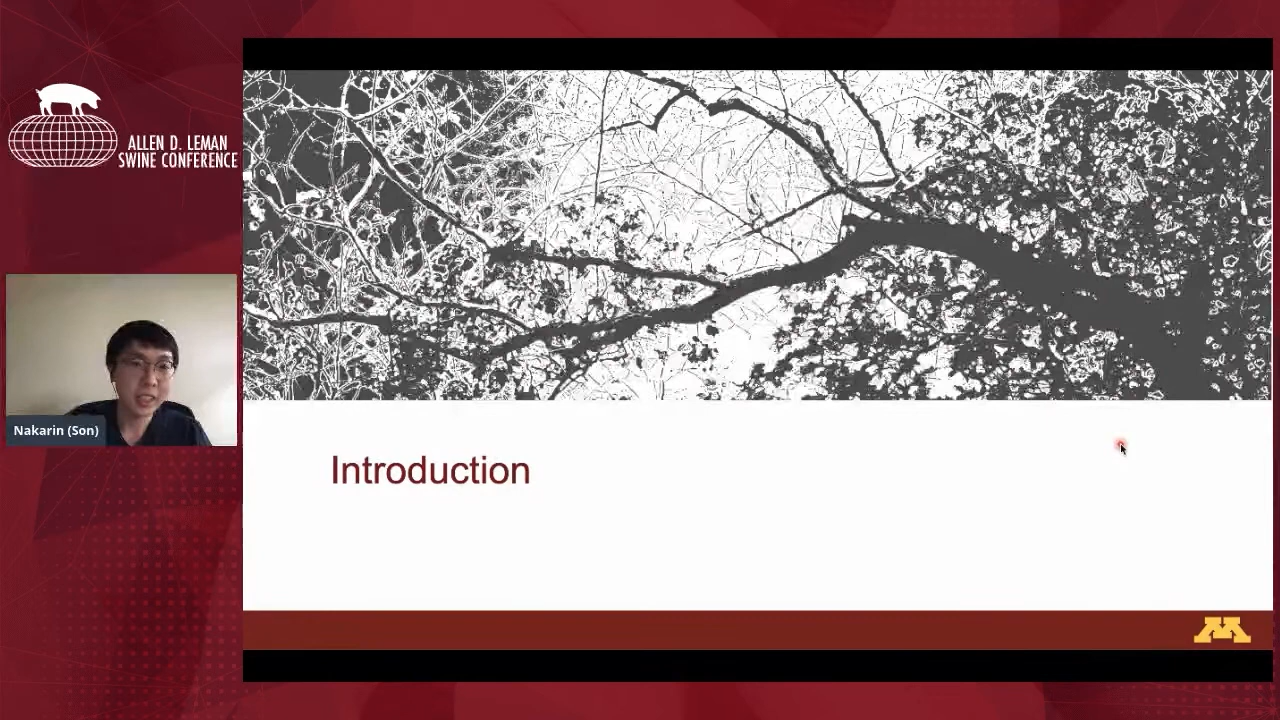 ALLEN D. LEMAN
SWINE CONFERENCE
Nakarin (Son)
Introduction
M